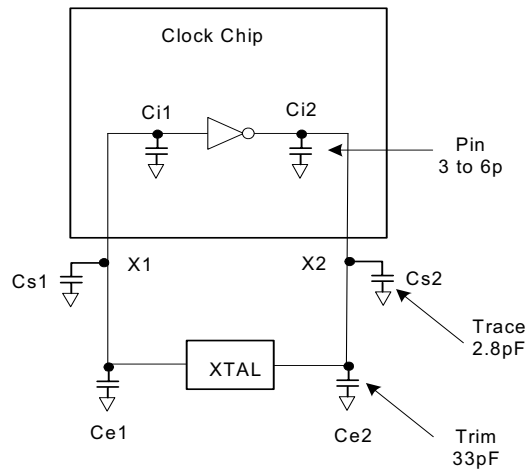 Clock Chip
Ci1
Ci2
Pin
3 to 6p
X1
X2
Cs1
Cs2
Trace
2.8pF
XTAL
Ce1
Ce2
Trim
33pF